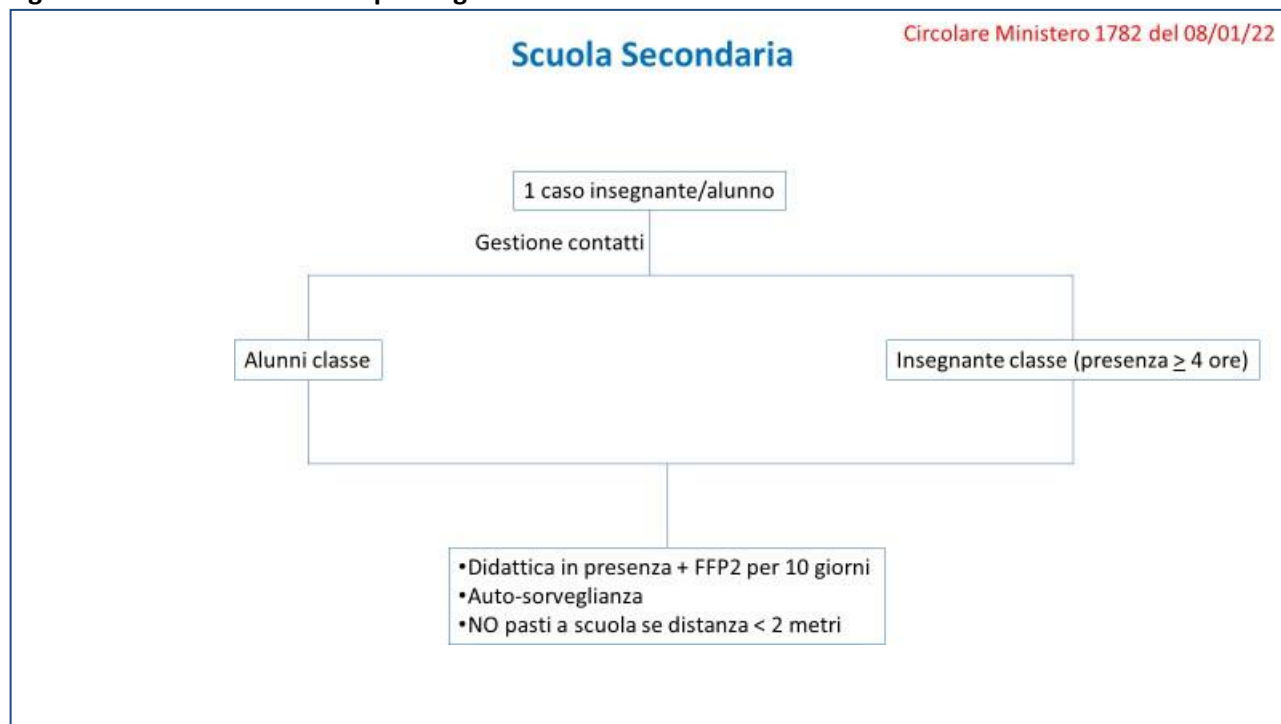 Circolare Ministero 1782 del 08/01/22
Scuola Secondaria
1 caso insegnante/alunno
Gestione contatti
Alunni classe
Insegnante classe (presenza ≥ 4 ore)
•Didattica in presenza + FFP2 per 10 giorni
•Auto-sorveglianza
•NO pasti a scuola se distanza < 2 metri